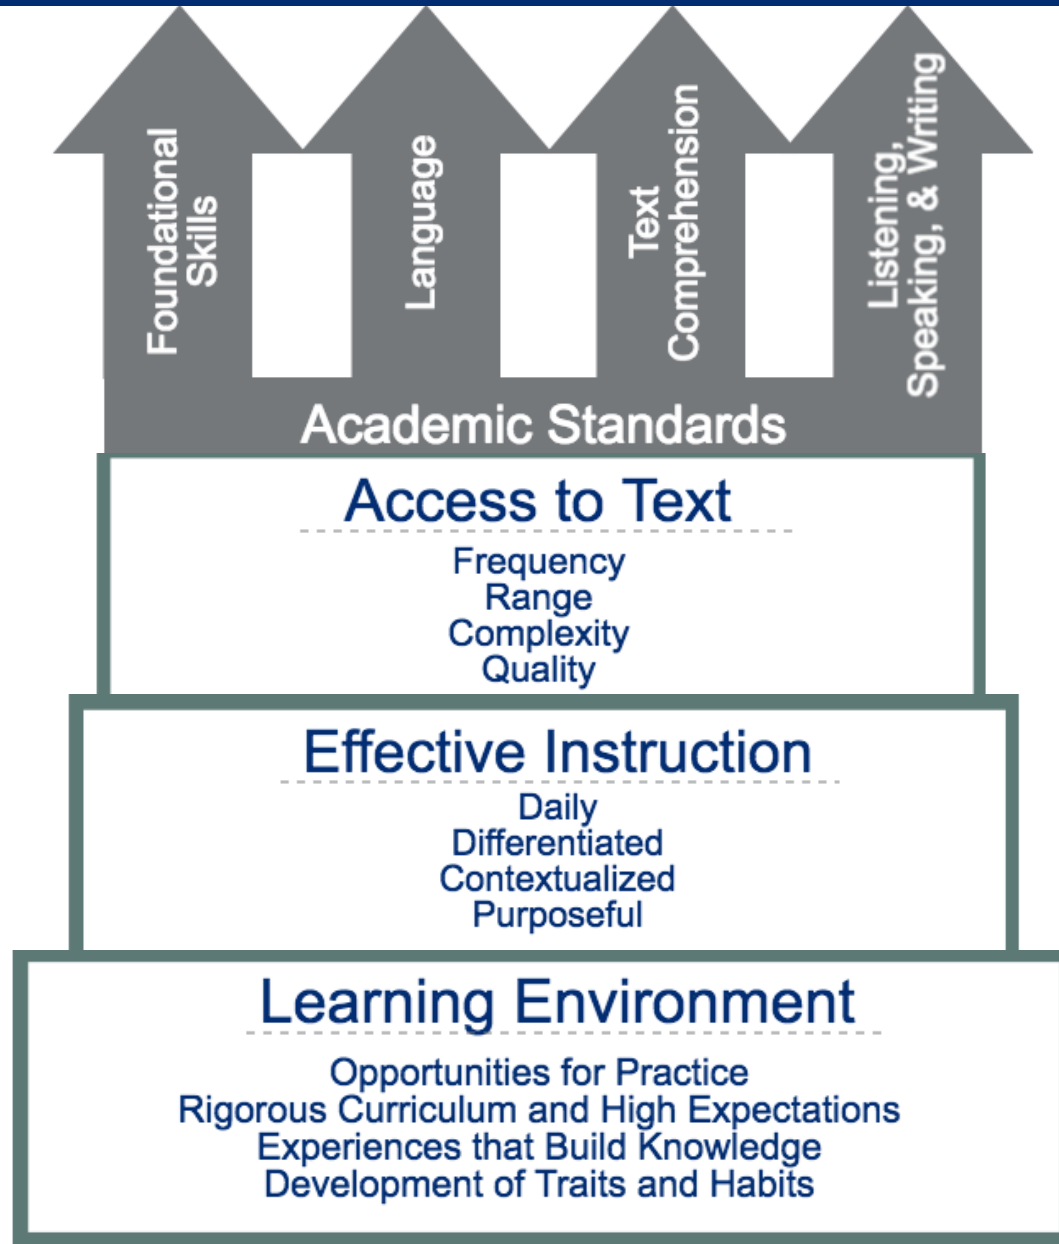 Foundational
Skills
Language
Text
Comprehension
Listening,
Speaking, & Writing
Academic Standards
Access to Text
Frequency
Range
Complexity
Quality
Effective Instruction
Daily
Differentiated
Contextualized
Purposeful
Learning Environment
Opportunities for Practice
Rigorous Curriculum and High Expectations
Experiences that Build Knowledge
Development of Traits and Habits